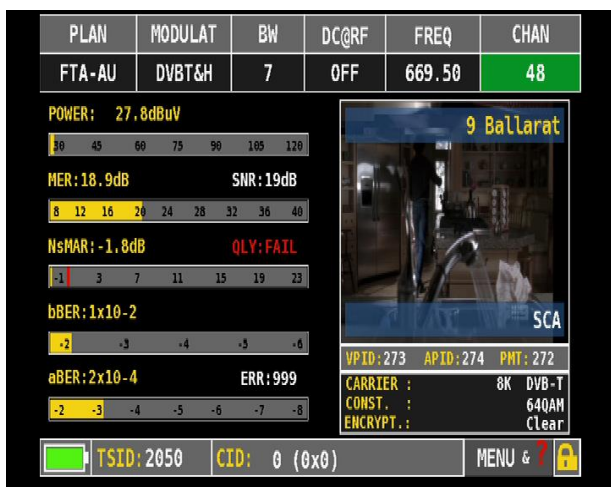 PLAN MODULAT BW DC@RF FREQ CHAN
FTA-AU DVBT&H 7 OFF 669.50 48
POWER: 27.8dBuV
30 45 60 75 90 105 120
MER:18.9dB SNR:19dB
8 12 16 20 24 28 32 36 40
NsMAR:-1.8dB QLY:FAIL
-1 3 7 11 15 19 23
bBER:1x10-2
-2 -3 -4 -5 -6
aBER:2x10-4 ERR:999
-2 -3 -4 -5 -6 -7 -8
9 Ballarat
SCA
VPID:273 APID:274 PMT:272
CARRIER : 8K DVB-T
CONST. : 64QAM
ENCRYPT.: Clear
TSID:2050 CID: 0 (0x0) MENU & ?